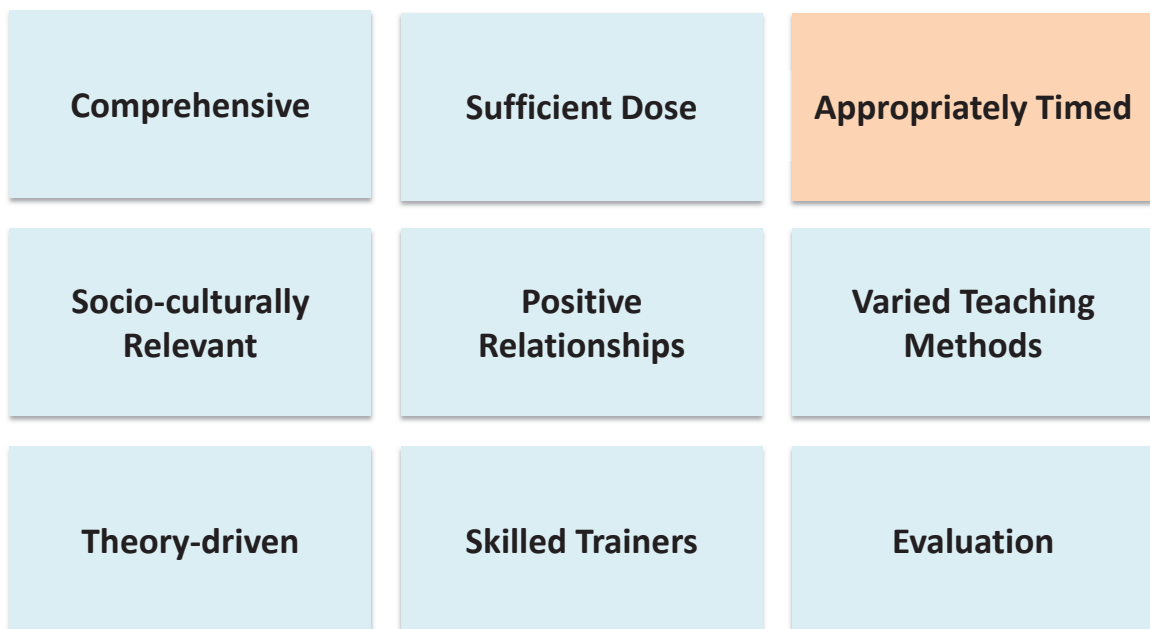 Comprehensive
Sufficient Dose
Appropriately Timed
Socio-culturally
Relevant
Positive
Relationships
Varied Teaching
Methods
Theory-driven
Skilled Trainers
Evaluation